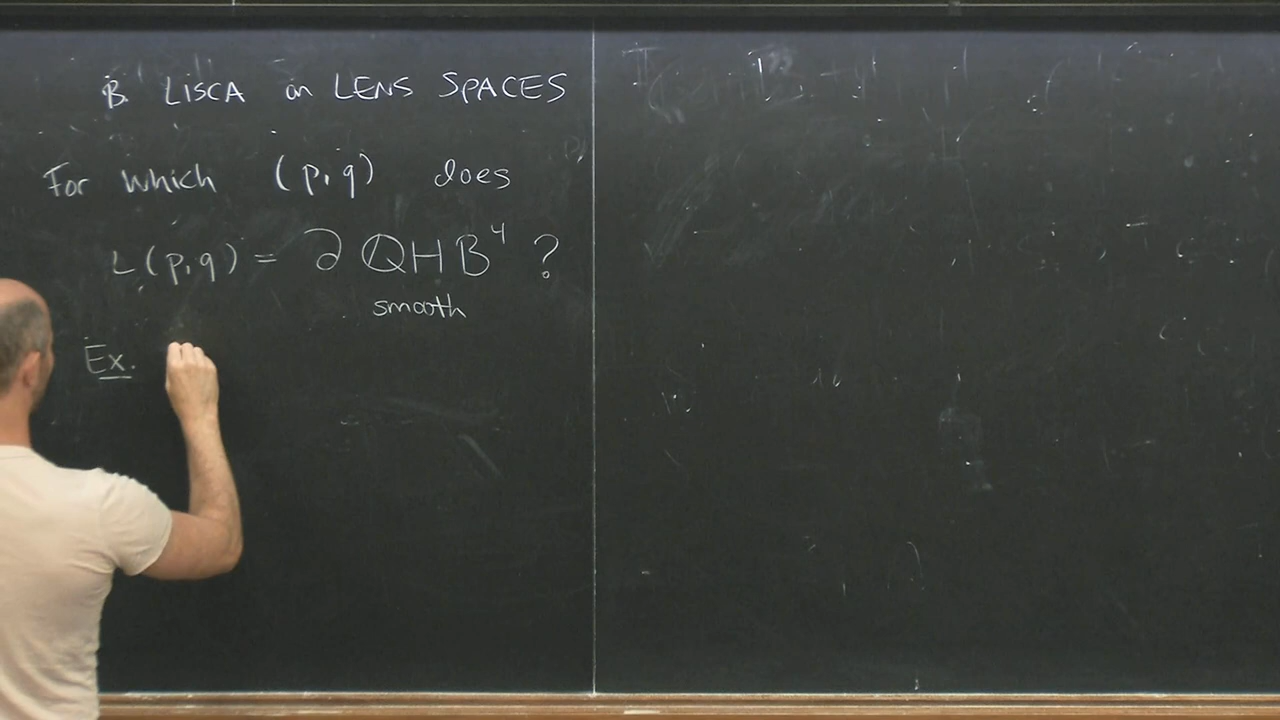 B. LISCA on LENS SPACES
For which (p,q) does
L(p,q) = ∂ QHB⁴ ?
smooth
Ex.